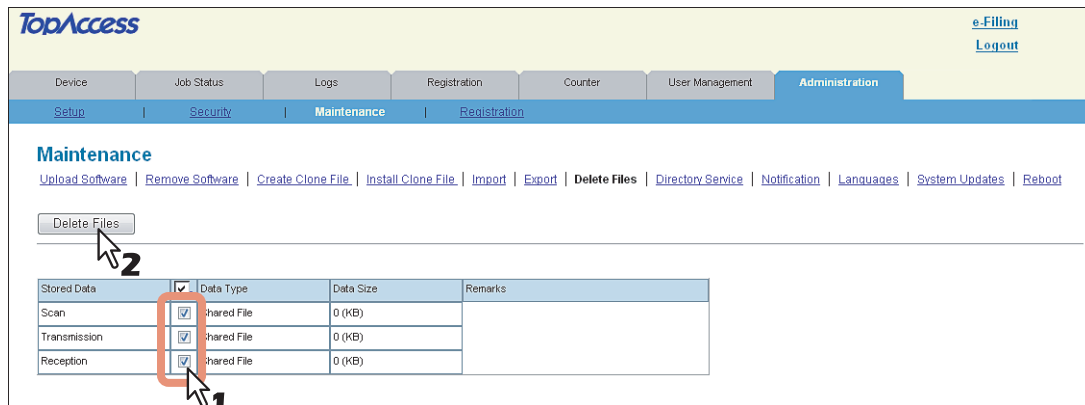 TopAccess
e-Filing
Logout
Device Job Status Logs Registration Counter User Management Administration
Setup | Security | Maintenance | Registration
Maintenance
Upload Software | Remove Software | Create Clone File | Install Clone File | Import | Export | Delete Files | Directory Service | Notification | Languages | System Updates | Reboot
Delete Files
2
Stored Data Data Type Data Size Remarks
Scan Shared File 0 (KB)
Transmission Shared File 0 (KB)
Reception Shared File 0 (KB)
1